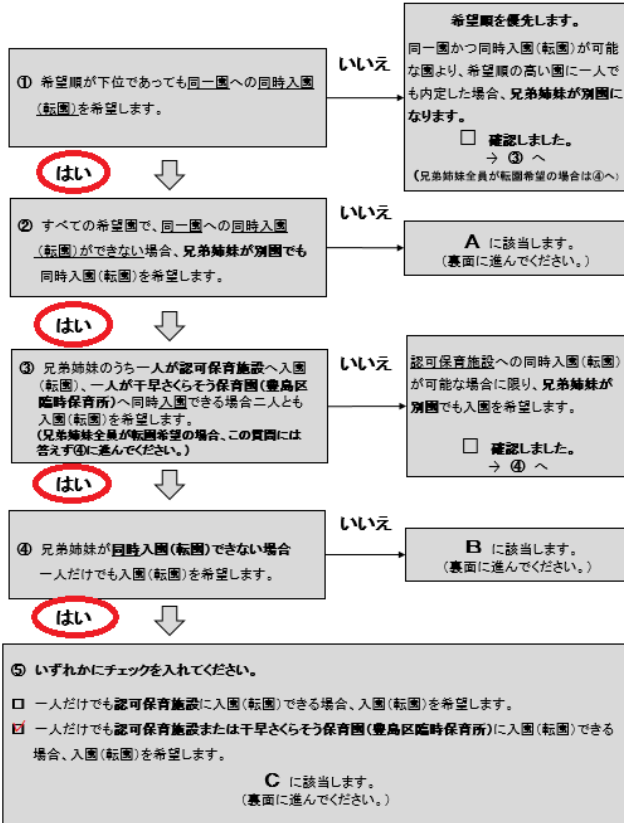 ① 希望順が下位であっても同一園への同時入園
(転園)を希望します。
いいえ
希望順を優先します。
同一園かつ同時入園(転園)が可能
な園より、希望順の高い園に一人で
も内定した場合、兄弟姉妹が別園に
なります。
□ 確認しました。
→ ③ へ
(兄弟姉妹全員が転園希望の場合は④へ)
はい
② すべての希望園で、同一園への同時入園
(転園)ができない場合、兄弟姉妹が別園でも
同時入園(転園)を希望します。
いいえ
A に該当します。
(裏面に進んでください。)
はい
③ 兄弟姉妹のうち一人が認可保育施設へ入園
(転園)、一人が千早さくらそう保育園(豊島区
臨時保育所)へ同時入園できる場合二人とも
入園(転園)を希望します。
(兄弟姉妹全員が転園希望の場合、この質問には
答えず④に進んでください。)
いいえ
認可保育施設への同時入園(転園)
が可能な場合に限り、兄弟姉妹が
別園でも入園を希望します。
□ 確認しました。
→ ④ へ
はい
④ 兄弟姉妹が同時入園(転園)できない場合
一人だけでも入園(転園)を希望します。
いいえ
B に該当します。
(裏面に進んでください。)
はい
⑤ いずれかにチェックを入れてください。
□ 一人だけでも認可保育施設に入園(転園)できる場合、入園(転園)を希望します。
☑ 一人だけでも認可保育施設または千早さくらそう保育園(豊島区臨時保育所)に入園(転園)できる
場合、入園(転園)を希望します。
C に該当します。
(裏面に進んでください。)